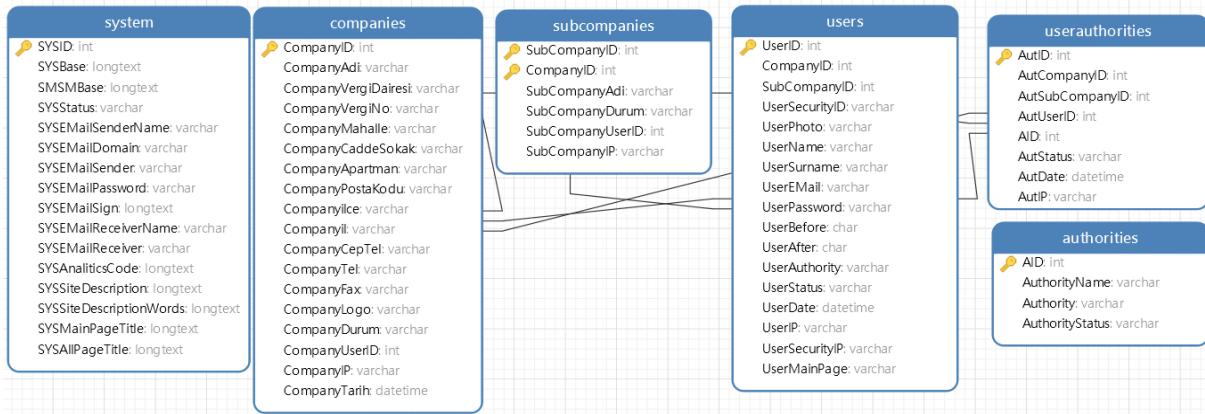 system
SYSID: int
SYSBase: longtext
SMSMBase: longtext
SYSStatus: varchar
SYSEMailSenderName: varchar
SYSEMailDomain: varchar
SYSEMailSender: varchar
SYSEMailPassword: varchar
SYSEMailSign: longtext
SYSEMailReceiverName: varchar
SYSEMailReceiver: varchar
SYSAnaliticsCode: longtext
SYSSiteDescription: longtext
SYSSiteDescriptionWords: longtext
SYSMainPageTitle: longtext
SYSAllPageTitle: longtext
companies
CompanyID: int
CompanyAdi: varchar
CompanyVergiDairesi: varchar
CompanyVergiNo: varchar
CompanyMahalle: varchar
CompanyCaddeSokak: varchar
CompanyApartman: varchar
CompanyPostaKodu: varchar
Companyilce: varchar
Companyil: varchar
CompanyCepTel: varchar
CompanyTel: varchar
CompanyFax: varchar
CompanyLogo: varchar
CompanyDurum: varchar
CompanyUserID: int
CompanyIP: varchar
CompanyTarih: datetime
subcompanies
SubCompanyID: int
CompanyID: int
SubCompanyAdi: varchar
SubCompanyDurum: varchar
SubCompanyUserID: int
SubCompanyIP: varchar
users
UserID: int
CompanyID: int
SubCompanyID: int
UserSecurityID: varchar
UserPhoto: varchar
UserName: varchar
UserSurname: varchar
UserEMail: varchar
UserPassword: varchar
UserBefore: char
UserAfter: char
UserAuthority: varchar
UserStatus: varchar
UserDate: datetime
UserIP: varchar
UserSecurityIP: varchar
UserMainPage: varchar
userauthorities
AutID: int
AutCompanyID: int
AutSubCompanyID: int
AutUserID: int
AID: int
AutStatus: varchar
AutDate: datetime
AutIP: varchar
authorities
AID: int
AuthorityName: varchar
Authority: varchar
AuthorityStatus: varchar